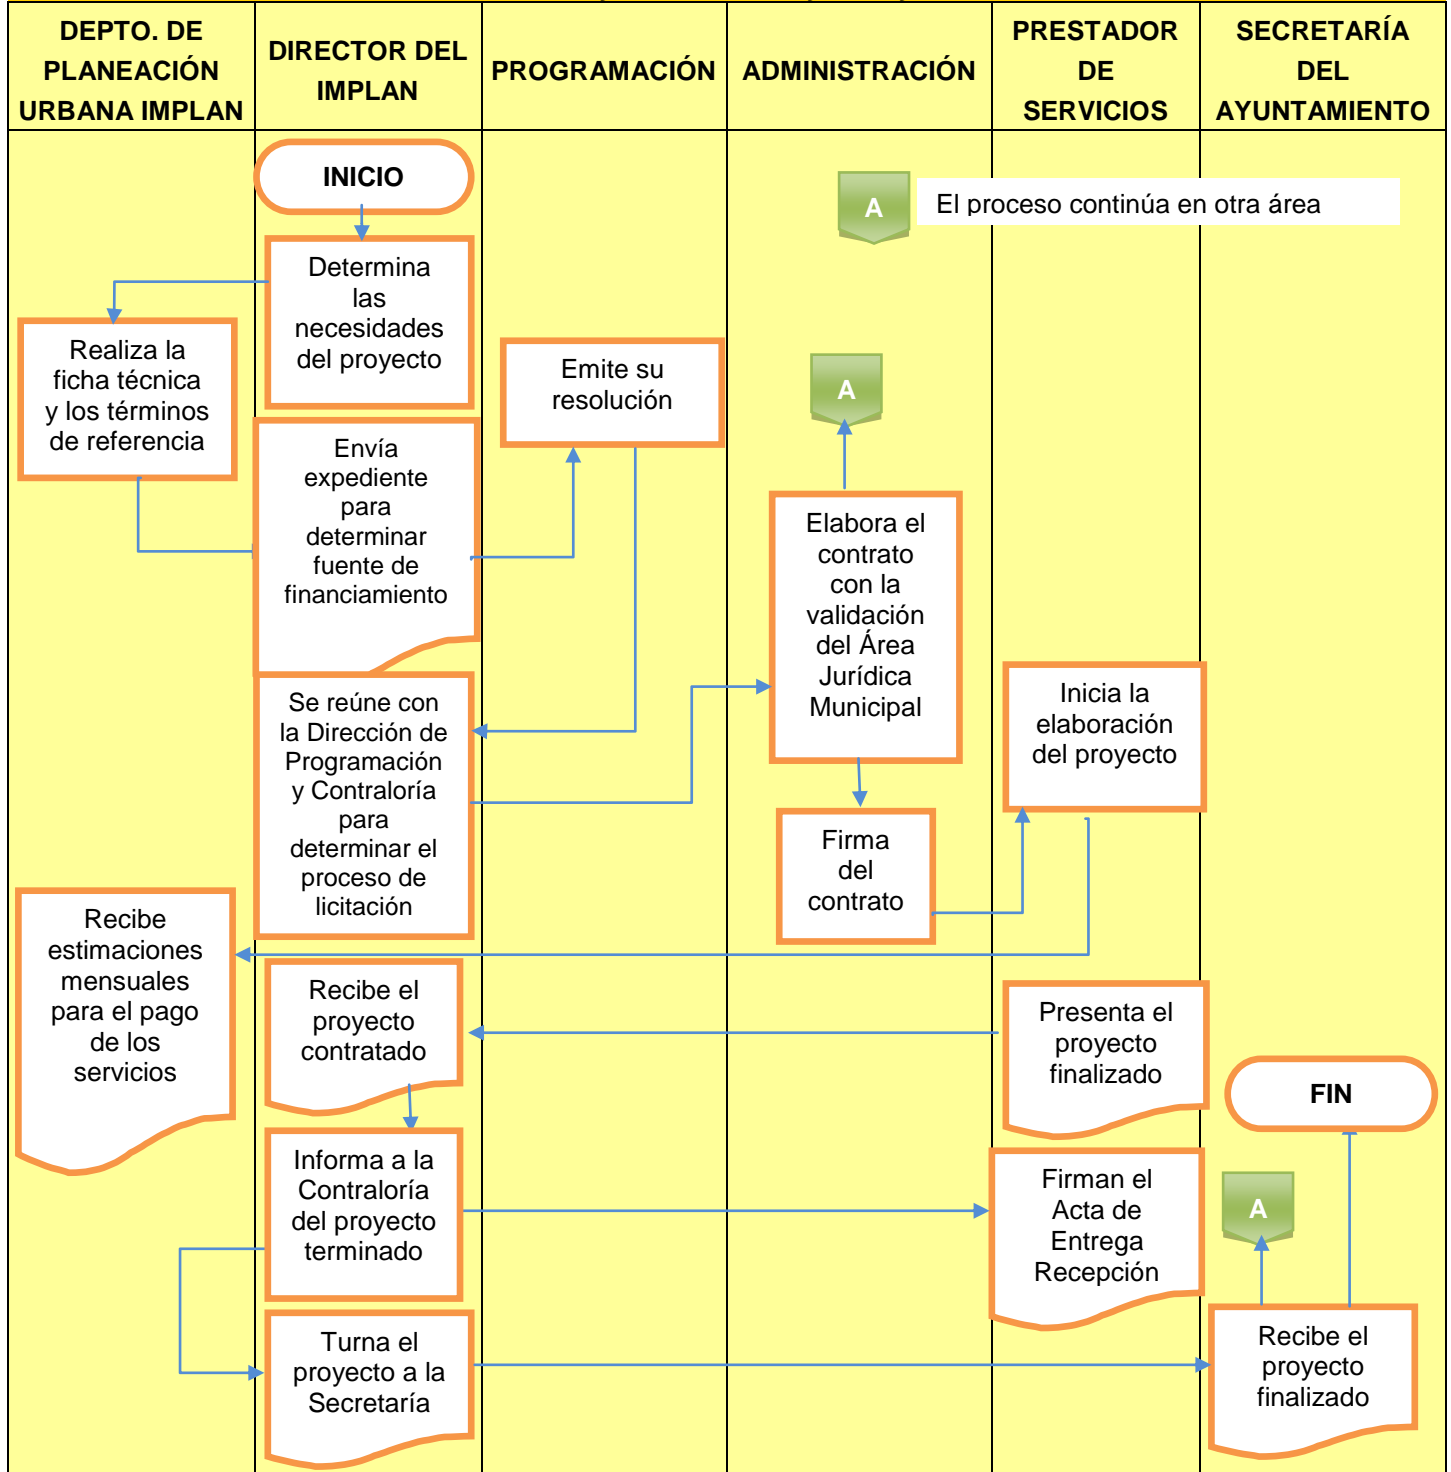 DEPTO. DE
PLANEACIÓN
URBANA IMPLAN
DIRECTOR DEL
IMPLAN
PROGRAMACIÓN
ADMINISTRACIÓN
PRESTADOR
DE
SERVICIOS
SECRETARÍA
DEL
AYUNTAMIENTO
INICIO
A
El proceso continúa en otra área
Determina
las
necesidades
del proyecto
Realiza la
ficha técnica
y los términos
de referencia
Envía
expediente
para
determinar
fuente de
financiamiento
Emite su
resolución
A
Elabora el
contrato
con la
validación
del Área
Jurídica
Municipal
Se reúne con
la Dirección de
Programación
y Contraloría
para
determinar el
proceso de
licitación
Firma
del
contrato
Inicia la
elaboración
del proyecto
Recibe
estimaciones
mensuales
para el pago
de los
servicios
Recibe el
proyecto
contratado
Presenta el
proyecto
finalizado
FIN
Informa a la
Contraloría
del proyecto
terminado
Firman el
Acta de
Entrega
Recepción
A
Turna el
proyecto a la
Secretaría
Recibe el
proyecto
finalizado